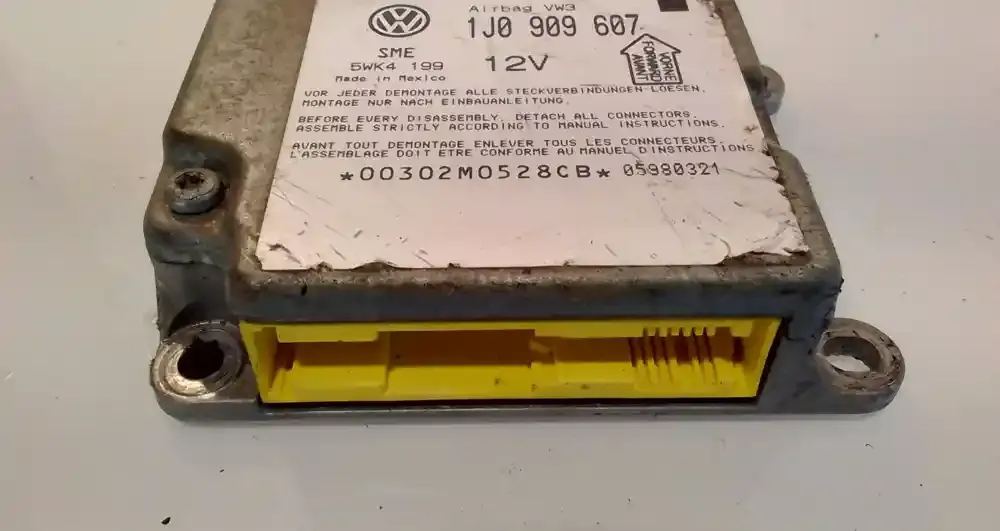 Airbag VW3
1J0 909 607
SME
5WK4 199
12V
Made in Mexico
VORNE
FORWARD
AVANT
VOR JEDER DEMONTAGE ALLE STECKVERBINDUNGEN LOESEN.
MONTAGE NUR NACH EINBAUANLEITUNG.
BEFORE EVERY DISASSEMBLY, DETACH ALL CONNECTORS.
ASSEMBLE STRICTLY ACCORDING TO MANUAL INSTRUCTIONS.
AVANT TOUT DEMONTAGE ENLEVER TOUS LES CONNECTEURS.
L'ASSEMBLAGE DOIT ETRE CONFORME AU MANUEL D'INSTRUCTIONS
*00302M0528CB* 05980321